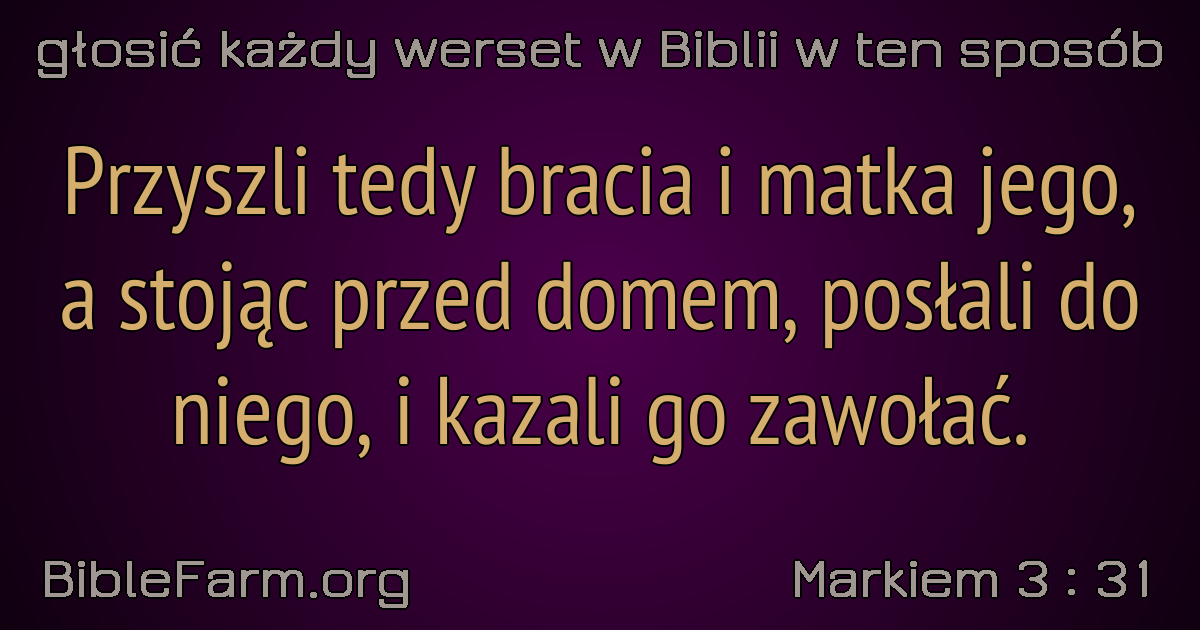 głosić każdy werset w Biblii w ten sposób
Przyszli tedy bracia i matka jego,
a stojąc przed domem, posłali do
niego, i kazali go zawołać.
BibleFarm.org
Markiem 3 : 31